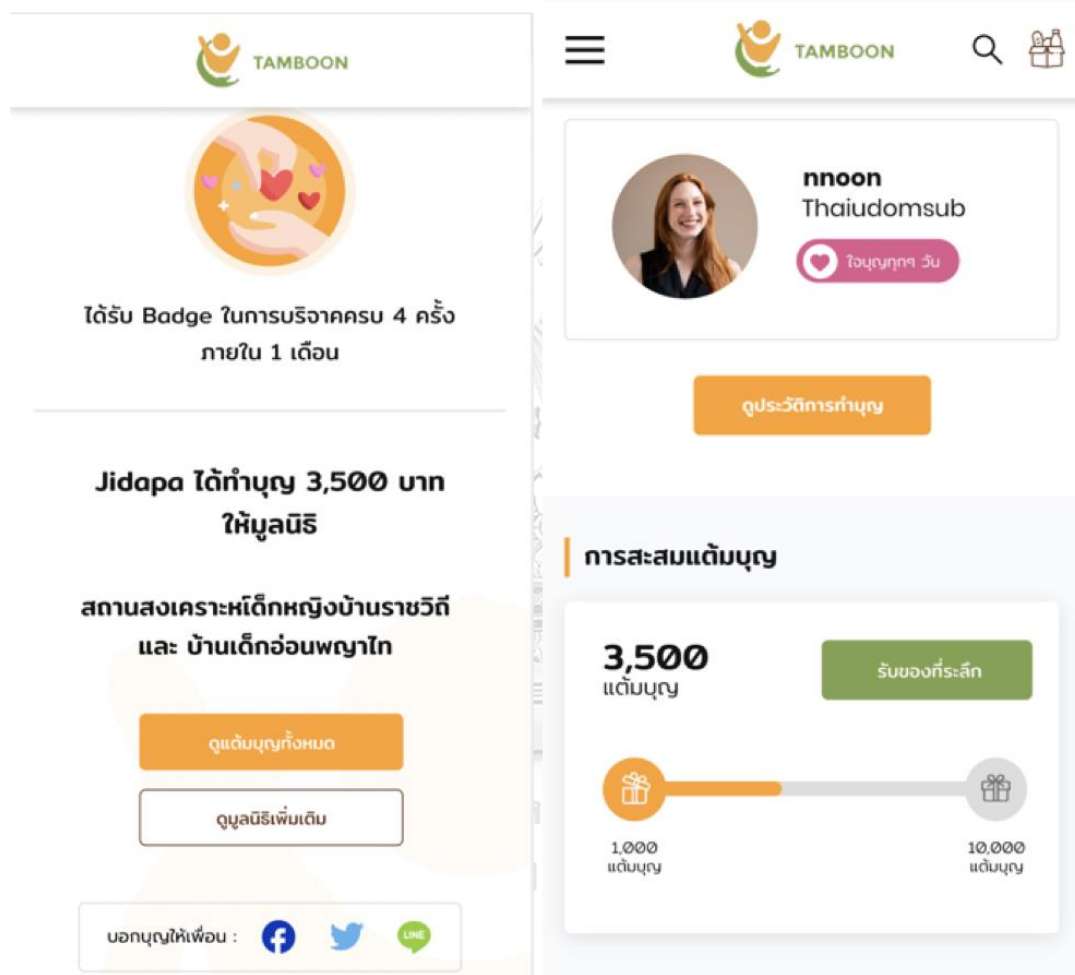 TAMBOON
ได้รับ Badge ในการบริจาคครบ 4 ครั้ง
ภายใน 1 เดือน
Jidapa ได้ทำบุญ 3,500 บาท
ให้มูลนิธิ
สถานสงเคราะห์เด็กหญิงบ้านราชวิถี
และ บ้านเด็กอ่อนพญาไท
ดูแต้มบุญทั้งหมด
ดูมูลนิธิเพิ่มเติม
บอกบุญให้เพื่อน :
LINE
TAMBOON
nnoon
Thaiudomsub
ใจบุญทุกๆ วัน
ดูประวัติการทำบุญ
การสะสมแต้มบุญ
3,500
แต้มบุญ
รับของที่ระลึก
1,000
แต้มบุญ
10,000
แต้มบุญ